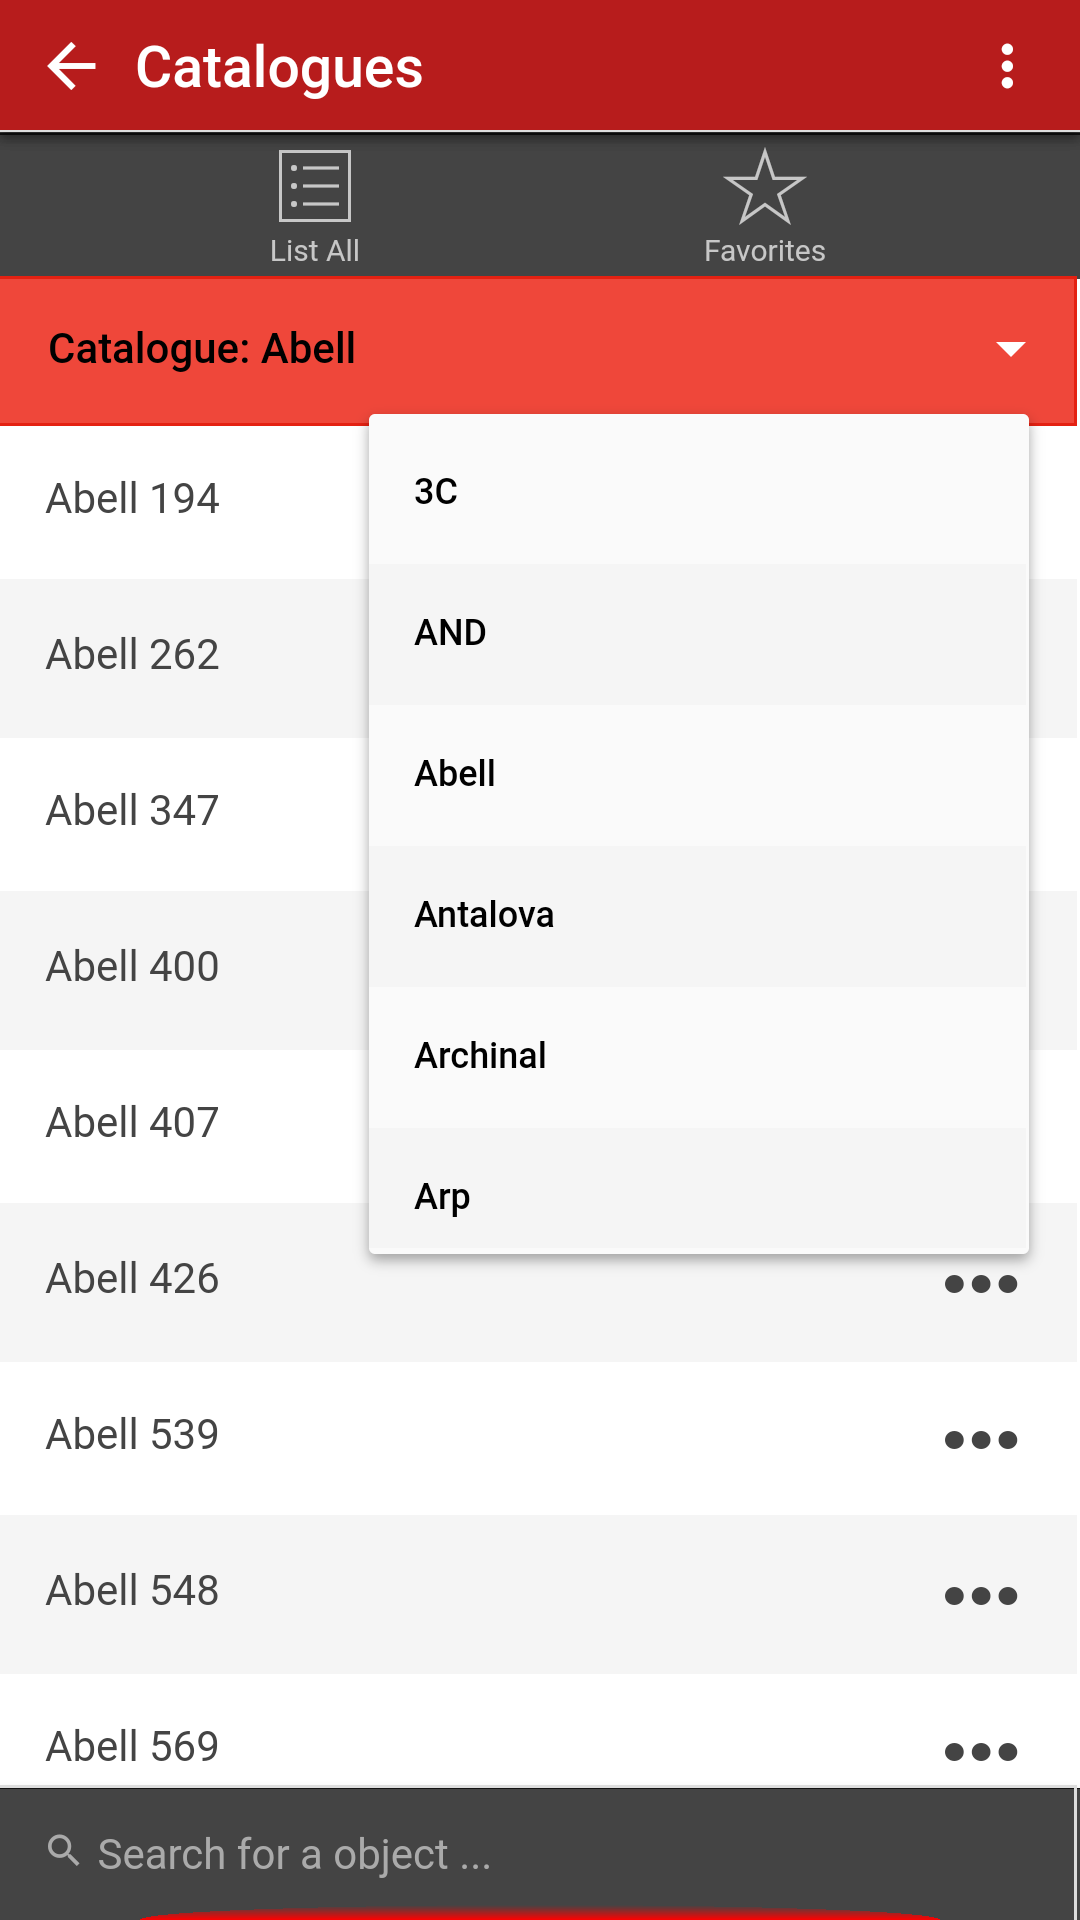 Catalogues
List All
Favorites
Catalogue: Abell
3C
AND
Abell
Antalova
Archinal
Arp
Abell 194
Abell 262
Abell 347
Abell 400
Abell 407
Abell 426
Abell 539
Abell 548
Abell 569
Search for a object ...